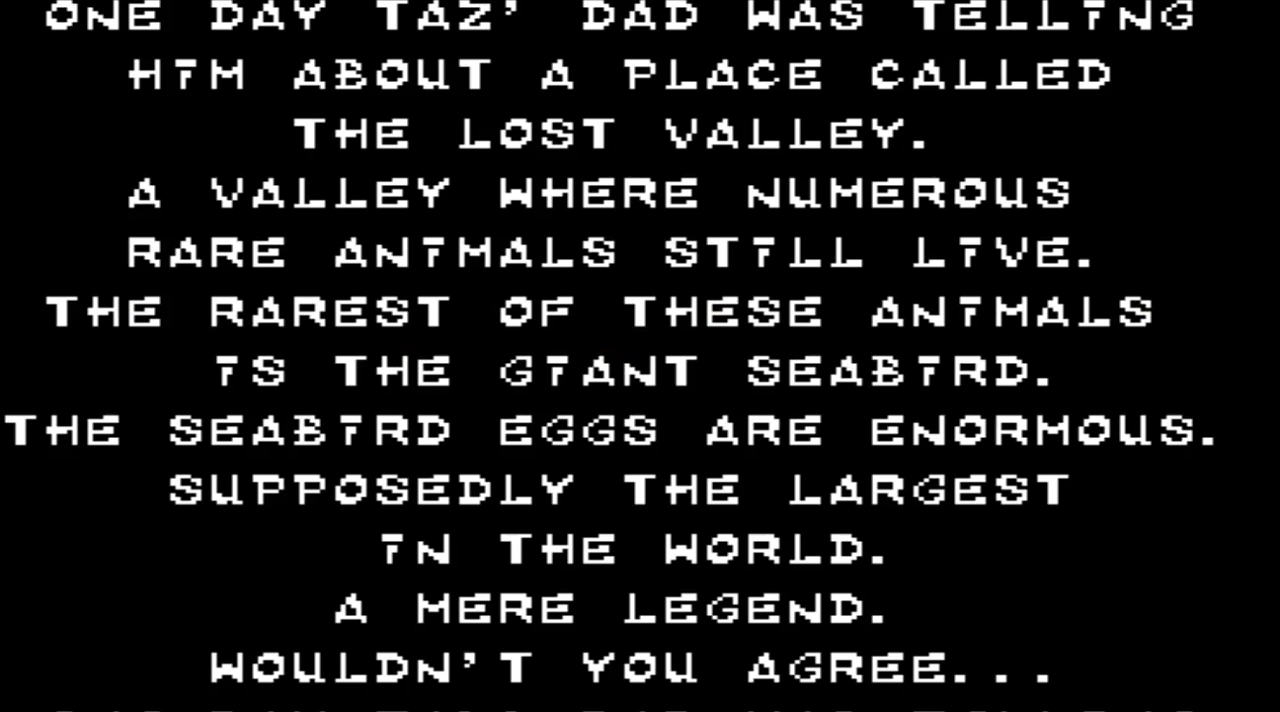 ONE DAY TAZ' DAD WAS TELLING
HIM ABOUT A PLACE CALLED
THE LOST VALLEY.
A VALLEY WHERE NUMEROUS
RARE ANIMALS STILL LIVE.
THE RAREST OF THESE ANIMALS
IS THE GIANT SEABIRD.
THE SEABIRD EGGS ARE ENORMOUS.
SUPPOSEDLY THE LARGEST
IN THE WORLD.
A MERE LEGEND.
WOULDN'T YOU AGREE...